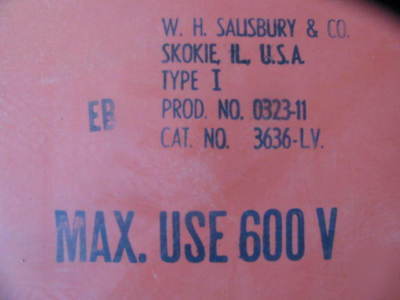 W. H. SALISBURY & CO.
SKOKIE, IL., U.S.A.
TYPE I
EB PROD. NO. 0323-11
CAT. NO. 3636-LV.
MAX. USE 600 V